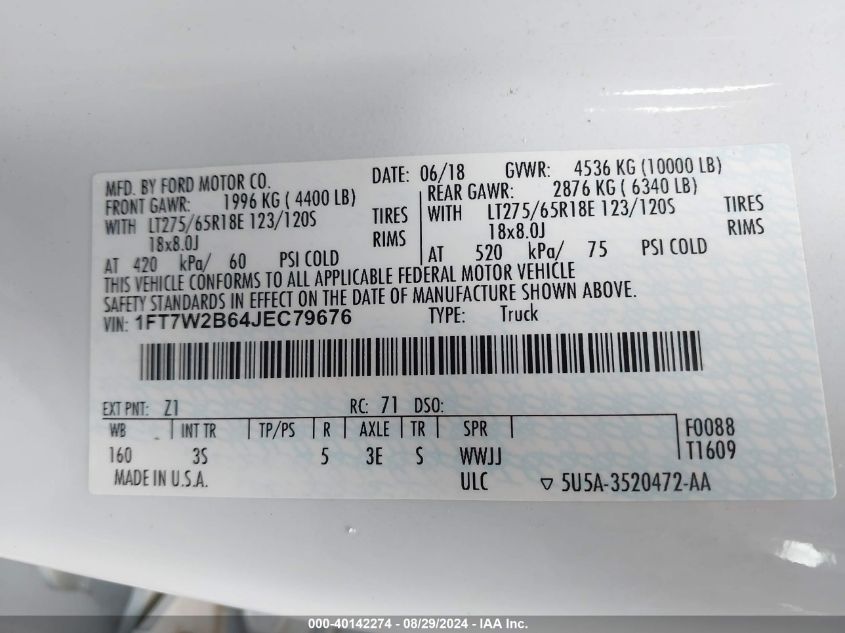 MFD. BY FORD MOTOR CO. DATE: 06/18 GVWR: 4536 KG (10000 LB)
FRONT GAWR: 1996 KG ( 4400 LB) REAR GAWR: 2876 KG ( 6340 LB)
WITH LT275/65R18E 123/120S TIRES WITH LT275/65R18E 123/120S TIRES
18x8.0J RIMS 18x8.0J RIMS
AT 420 kPa/ 60 PSI COLD AT 520 kPa/ 75 PSI COLD
THIS VEHICLE CONFORMS TO ALL APPLICABLE FEDERAL MOTOR VEHICLE
SAFETY STANDARDS IN EFFECT ON THE DATE OF MANUFACTURE SHOWN ABOVE.
VIN: 1FT7W2B64JEC79676 TYPE: Truck
EXT PNT: Z1 RC: 71 DSO:
WB INT TR TP/PS R AXLE TR SPR F0088
160 3S 5 3E S WWJJ T1609
MADE IN U.S.A. ULC ▽ 5U5A-3520472-AA
000-40142274 - 08/29/2024 - IAA Inc.